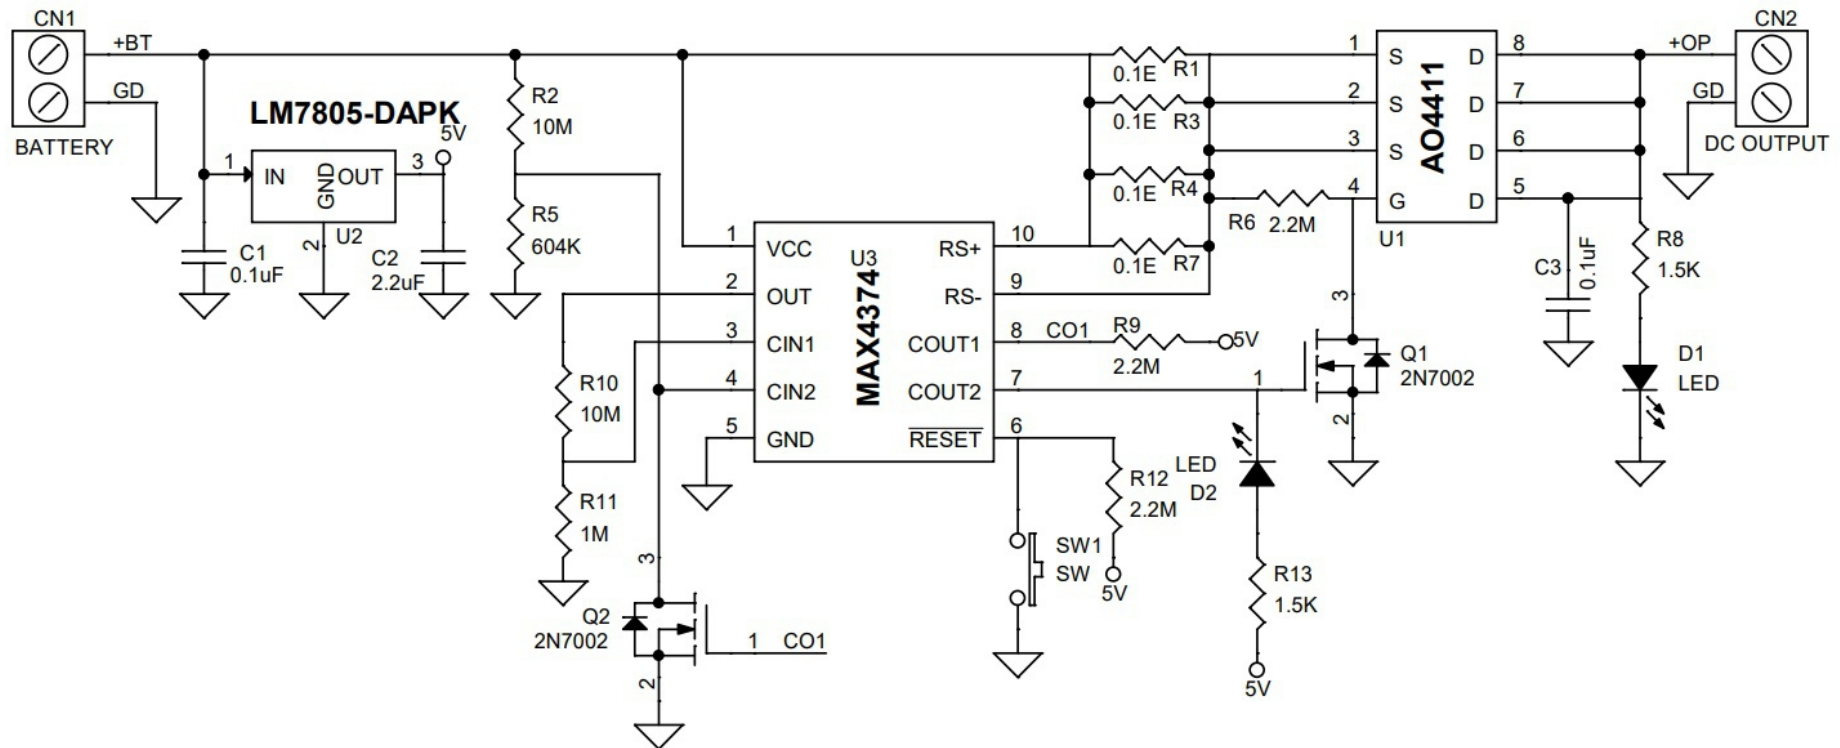 CN1
+BT
GD
BATTERY
LM7805-DAPK
5V
1
IN
GND
OUT
3
2
U2
C1
0.1uF
C2
2.2uF
R2
10M
R5
604K
R10
10M
R11
1M
1
VCC
2
OUT
3
CIN1
4
CIN2
5
GND
U3
MAX4374
RS+
10
RS-
9
COUT1
8
CO1
COUT2
7
RESET
6
0.1E
R1
0.1E
R3
0.1E
R4
0.1E
R7
R6
2.2M
R9
2.2M
5V
1
S
2
S
3
S
4
G
AO4411
U1
D
8
D
7
D
6
D
5
+OP
CN2
GD
DC OUTPUT
C3
0.1uF
R8
1.5K
D1
LED
3
1
2
Q1
2N7002
LED
D2
R13
1.5K
5V
R12
2.2M
5V
SW1
SW
3
Q2
2N7002
1
CO1
2